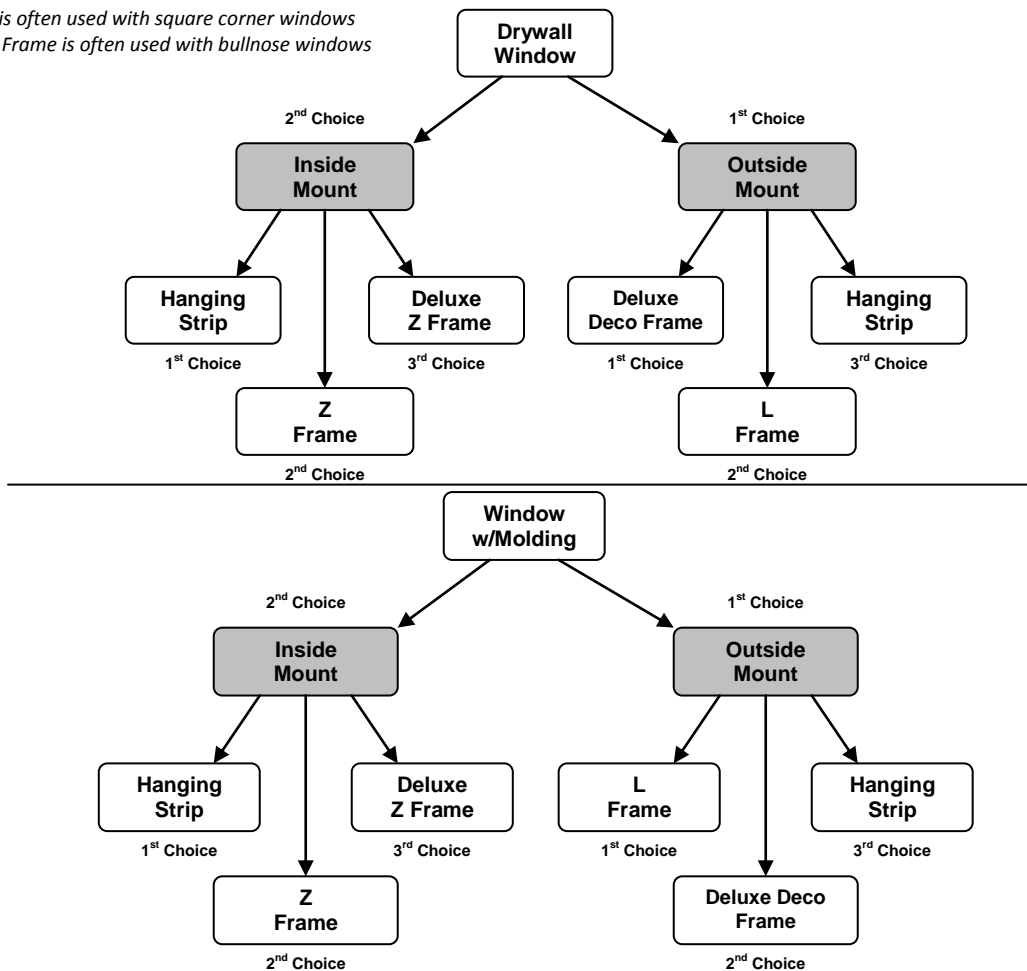 is often used with square corner windows
Frame is often used with bullnose windows
Drywall
Window
2nd Choice
1st Choice
Inside
Mount
Outside
Mount
Hanging
Strip
Deluxe
Z Frame
Deluxe
Deco Frame
Hanging
Strip
1st Choice
3rd Choice
1st Choice
3rd Choice
Z
Frame
L
Frame
2nd Choice
2nd Choice
Window
w/Molding
2nd Choice
1st Choice
Inside
Mount
Outside
Mount
Hanging
Strip
Deluxe
Z Frame
L
Frame
Hanging
Strip
1st Choice
3rd Choice
1st Choice
3rd Choice
Z
Frame
Deluxe Deco
Frame
2nd Choice
2nd Choice